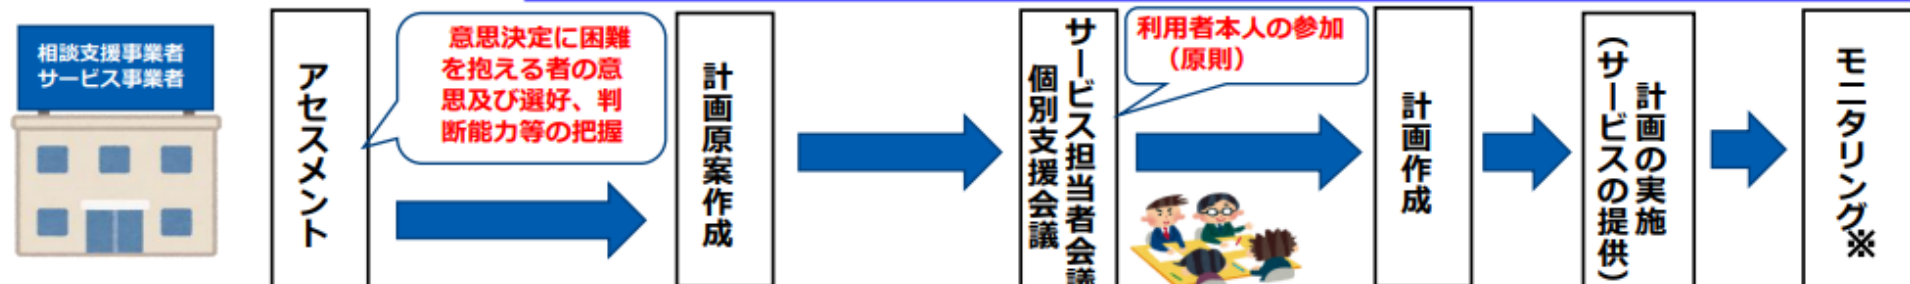 相談支援事業者
サービス事業者
アセスメント
意思決定に困難
を抱える者の意
思及び選好、判
断能力等の把握
計画原案作成
サービス担当者会議
個別支援会議
利用者本人の参加
（原則）
計画作成
計画の実施
（サービスの提供）
モニタリング※